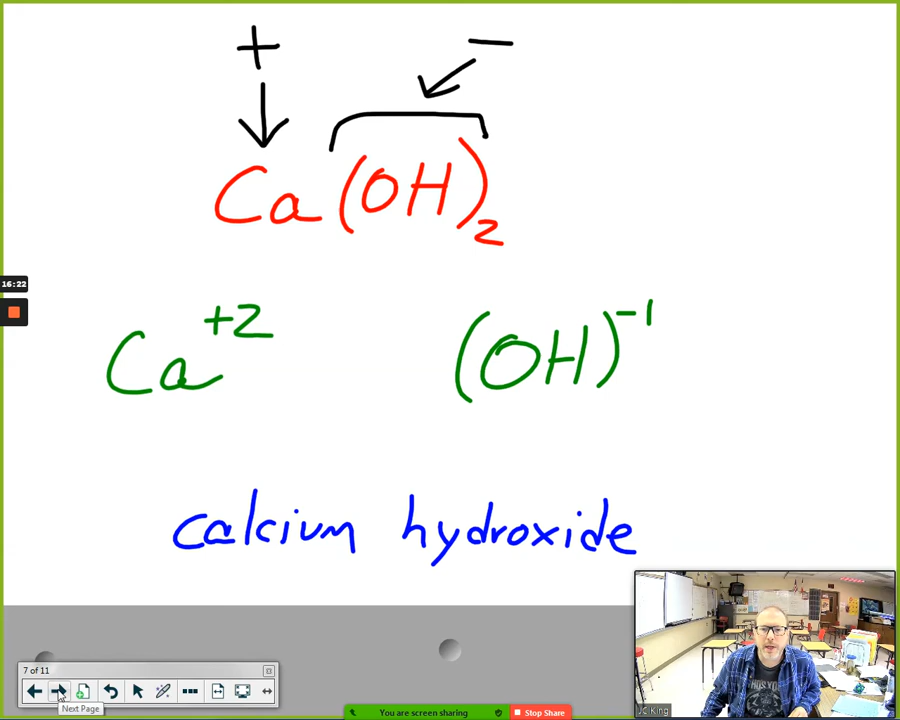 + −
Ca(OH)₂
16:22
Ca⁺² (OH)⁻¹
calcium hydroxide
7 of 11
Next Page
You are screen sharing Stop Share
JC King